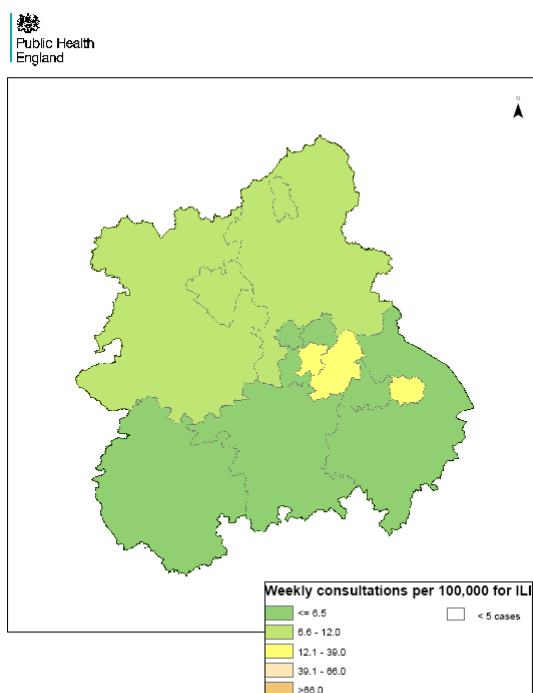 Public Health
England
N
Weekly consultations per 100,000 for ILI
<= 6.5
< 5 cases
6.6 - 12.0
12.1 - 39.0
39.1 - 66.0
>66.0